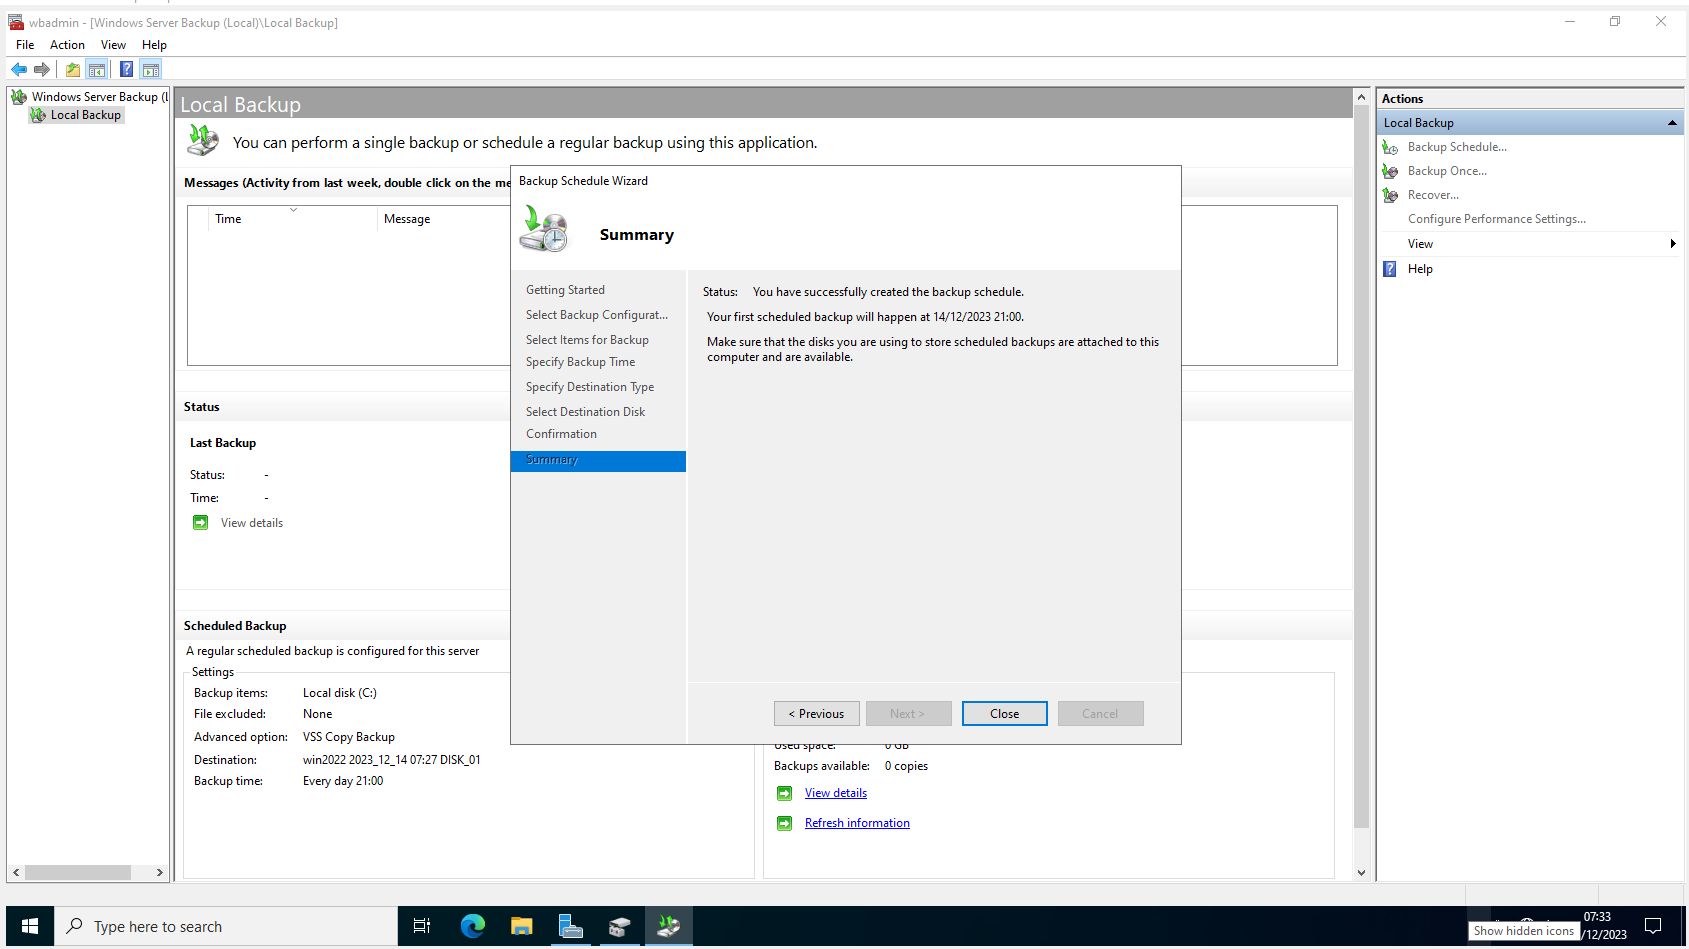 wbadmin - [Windows Server Backup (Local)\Local Backup]
File Action View Help
Windows Server Backup (L
Local Backup
Local Backup
You can perform a single backup or schedule a regular backup using this application.
Messages (Activity from last week, double click on the me
Time Message
Status
Last Backup
Status: -
Time: -
View details
Scheduled Backup
A regular scheduled backup is configured for this server
Settings
Backup items: Local disk (C:)
File excluded: None
Advanced option: VSS Copy Backup
Destination: win2022 2023_12_14 07:27 DISK_01
Backup time: Every day 21:00
Used space: 0 GB
Backups available: 0 copies
View details
Refresh information
Backup Schedule Wizard
Summary
Getting Started
Select Backup Configurat...
Select Items for Backup
Specify Backup Time
Specify Destination Type
Select Destination Disk
Confirmation
Summary
Status: You have successfully created the backup schedule.
Your first scheduled backup will happen at 14/12/2023 21:00.
Make sure that the disks you are using to store scheduled backups are attached to this
computer and are available.
< Previous Next > Close Cancel
Actions
Local Backup
Backup Schedule...
Backup Once...
Recover...
Configure Performance Settings...
View
Help
Type here to search
Show hidden icons
07:33
/12/2023